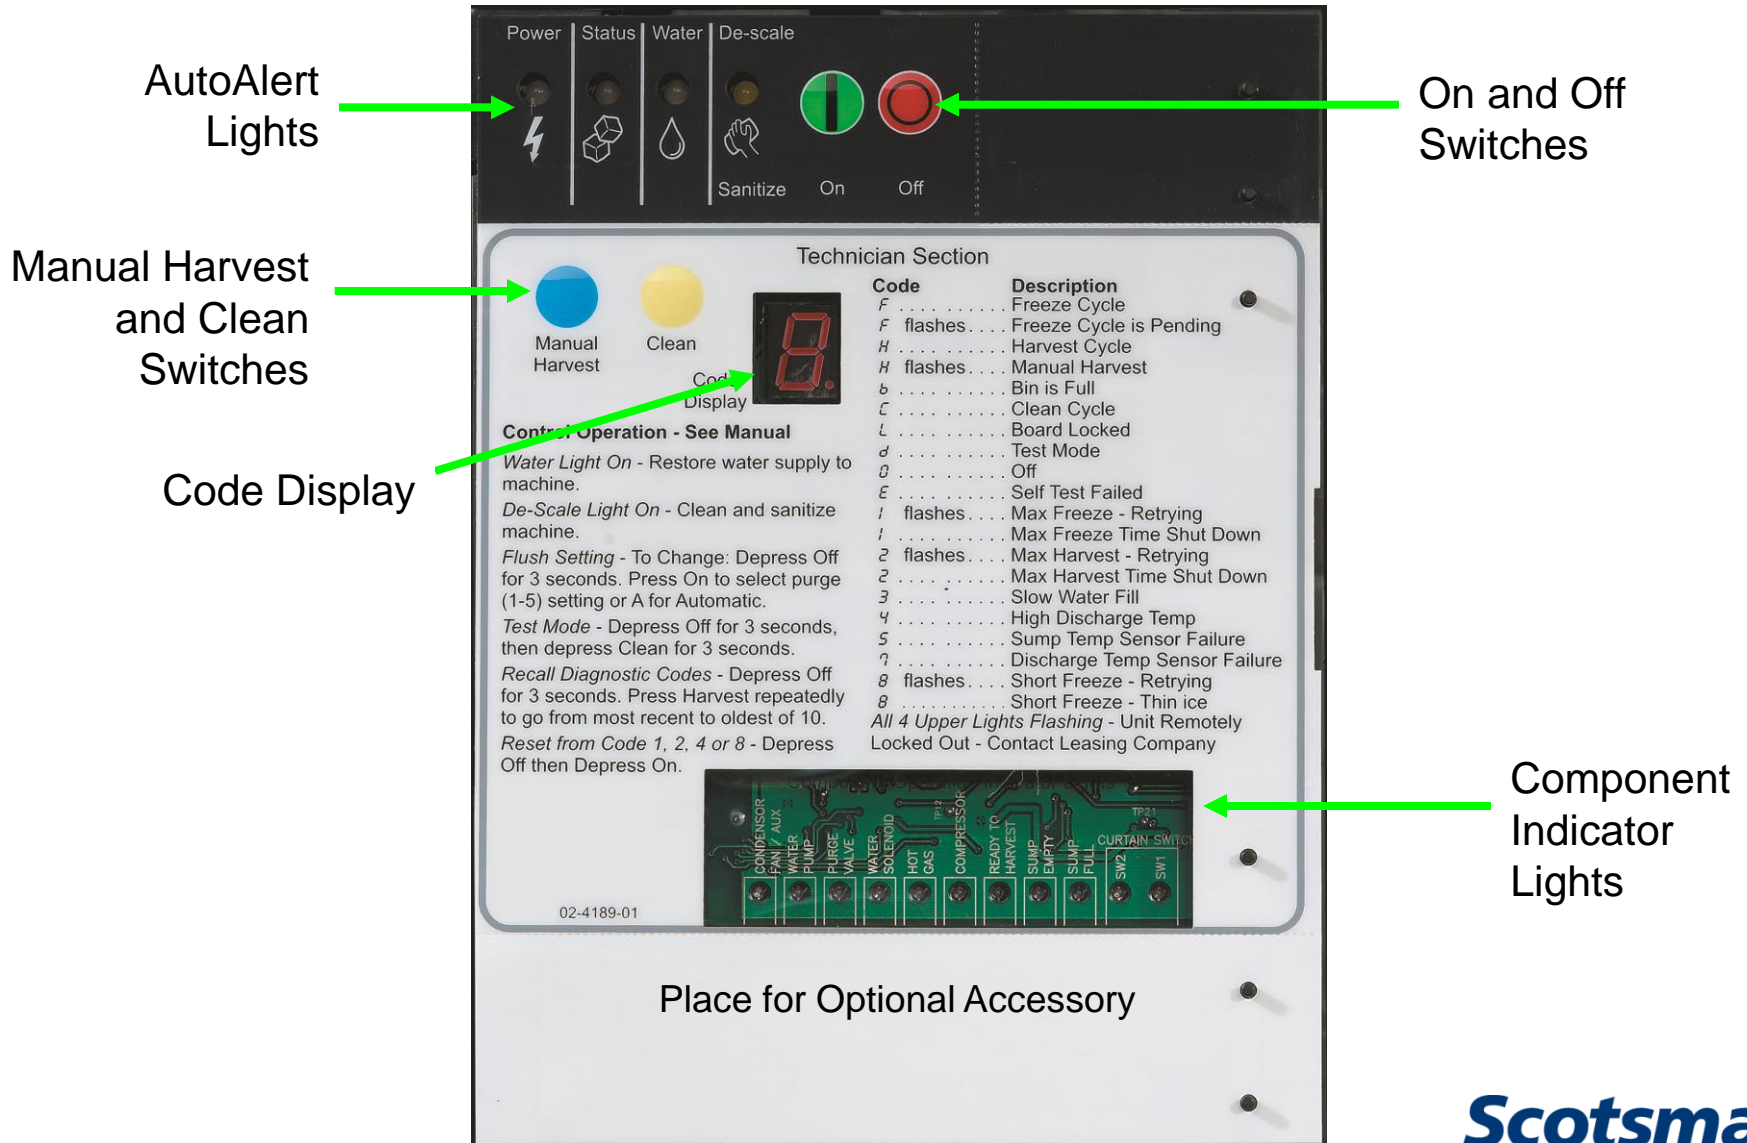 Power Status Water De-scale
Sanitize On Off
AutoAlert
Lights
On and Off
Switches
Manual Harvest
and Clean
Switches
Code Display
Component
Indicator
Lights
Technician Section
Manual
Harvest
Clean
Code
Display
Control Operation - See Manual
Water Light On - Restore water supply to
machine.
De-Scale Light On - Clean and sanitize
machine.
Flush Setting - To Change: Depress Off
for 3 seconds. Press On to select purge
(1-5) setting or A for Automatic.
Test Mode - Depress Off for 3 seconds,
then depress Clean for 3 seconds.
Recall Diagnostic Codes - Depress Off
for 3 seconds. Press Harvest repeatedly
to go from most recent to oldest of 10.
Reset from Code 1, 2, 4 or 8 - Depress
Off then Depress On.
Code Description
F . . . . . . . . . . Freeze Cycle
F flashes . . . . Freeze Cycle is Pending
H . . . . . . . . . . Harvest Cycle
H flashes . . . . Manual Harvest
b . . . . . . . . . . Bin is Full
C . . . . . . . . . . Clean Cycle
L . . . . . . . . . . Board Locked
d . . . . . . . . . . Test Mode
0 . . . . . . . . . . Off
E . . . . . . . . . . Self Test Failed
1 flashes . . . . Max Freeze - Retrying
1 . . . . . . . . . . Max Freeze Time Shut Down
2 flashes . . . . Max Harvest - Retrying
2 . . . . . . . . . . Max Harvest Time Shut Down
3 . . . . . . . . . . Slow Water Fill
4 . . . . . . . . . . High Discharge Temp
5 . . . . . . . . . . Sump Temp Sensor Failure
7 . . . . . . . . . . Discharge Temp Sensor Failure
8 flashes . . . . Short Freeze - Retrying
8 . . . . . . . . . . Short Freeze - Thin ice
All 4 Upper Lights Flashing - Unit Remotely
Locked Out - Contact Leasing Company
CONDENSOR
FAN / AUX
WATER
PUMP
PURGE
VALVE
WATER
SOLENOID
HOT
GAS
TP12
COMPRESSOR
READY TO
HARVEST
SUMP
EMPTY
SUMP
FULL
TP21
CURTAIN SWITCH
SW2
SW1
02-4189-01
Place for Optional Accessory
Scotsma